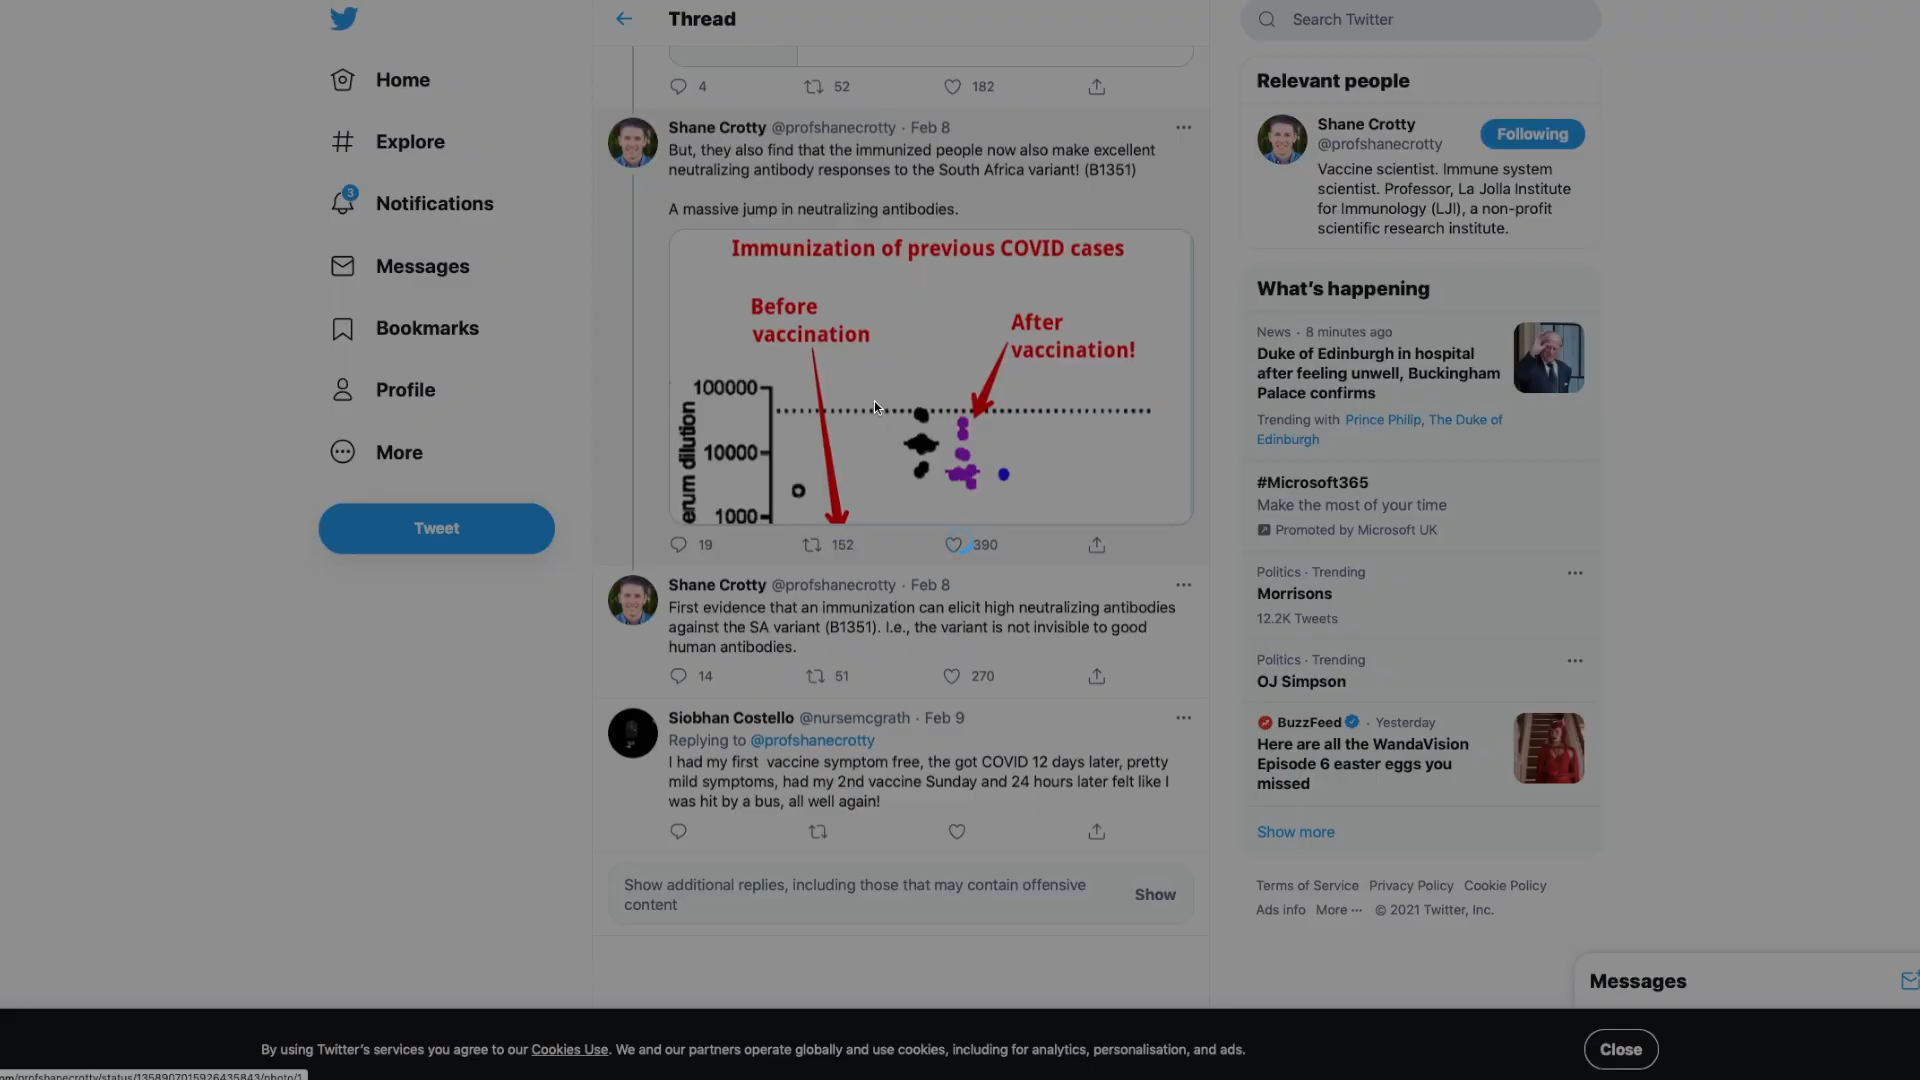 Thread
Search Twitter
Home
Explore
3
Notifications
Messages
Bookmarks
Profile
More
Tweet
4
52
182
Shane Crotty @profshanecrotty · Feb 8
But, they also find that the immunized people now also make excellent
neutralizing antibody responses to the South Africa variant! (B1351)
A massive jump in neutralizing antibodies.
Immunization of previous COVID cases
Before
vaccination
After
vaccination!
100000
10000
1000
erum dilution
19
152
390
Shane Crotty @profshanecrotty · Feb 8
First evidence that an immunization can elicit high neutralizing antibodies
against the SA variant (B1351). I.e., the variant is not invisible to good
human antibodies.
14
51
270
Siobhan Costello @nursemcgrath · Feb 9
Replying to @profshanecrotty
I had my first vaccine symptom free, the got COVID 12 days later, pretty
mild symptoms, had my 2nd vaccine Sunday and 24 hours later felt like I
was hit by a bus, all well again!
Show additional replies, including those that may contain offensive
content
Show
Relevant people
Shane Crotty
@profshanecrotty
Following
Vaccine scientist. Immune system
scientist. Professor, La Jolla Institute
for Immunology (LJI), a non-profit
scientific research institute.
What's happening
News · 8 minutes ago
Duke of Edinburgh in hospital
after feeling unwell, Buckingham
Palace confirms
Trending with Prince Philip, The Duke of
Edinburgh
#Microsoft365
Make the most of your time
Promoted by Microsoft UK
Politics · Trending
Morrisons
12.2K Tweets
Politics · Trending
OJ Simpson
BuzzFeed · Yesterday
Here are all the WandaVision
Episode 6 easter eggs you
missed
Show more
Terms of Service Privacy Policy Cookie Policy
Ads info More ··· © 2021 Twitter, Inc.
Messages
By using Twitter's services you agree to our Cookies Use. We and our partners operate globally and use cookies, including for analytics, personalisation, and ads.
Close
om/profshanecrotty/status/1358907015926435843/photo/1